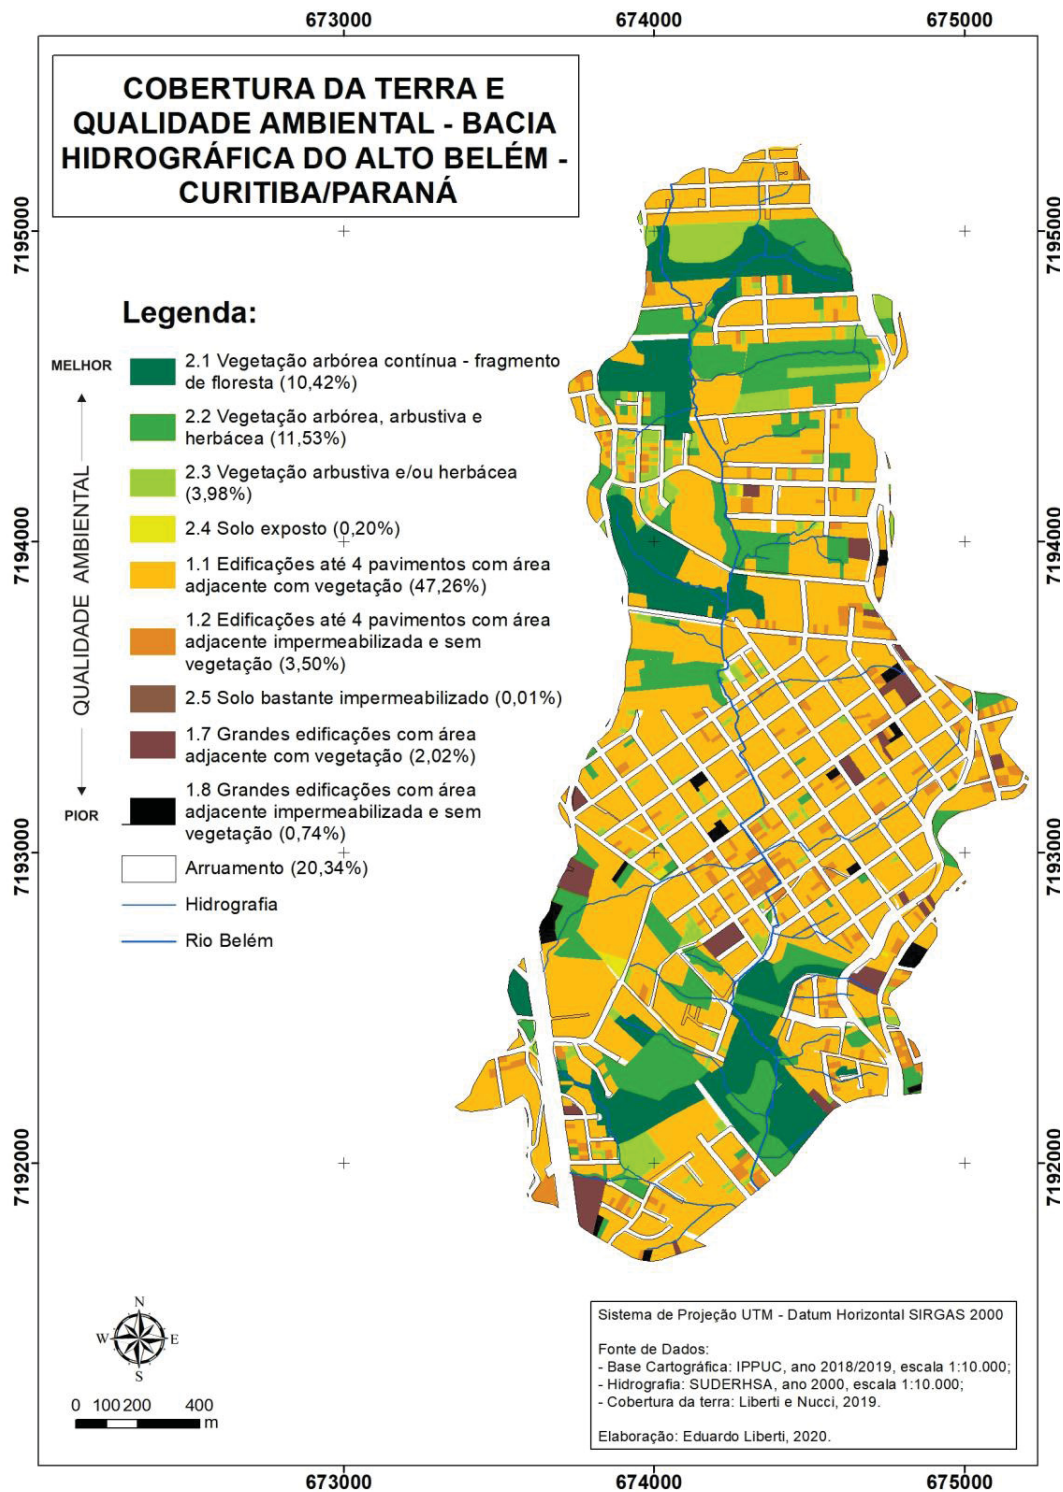 673000 674000 675000
COBERTURA DA TERRA E
QUALIDADE AMBIENTAL - BACIA
HIDROGRÁFICA DO ALTO BELÉM -
CURITIBA/PARANÁ
7195000 7195000
Legenda:
MELHOR
QUALIDADE AMBIENTAL
PIOR
2.1 Vegetação arbórea contínua - fragmento
de floresta (10,42%)
2.2 Vegetação arbórea, arbustiva e
herbácea (11,53%)
2.3 Vegetação arbustiva e/ou herbácea
(3,98%)
2.4 Solo exposto (0,20%)
1.1 Edificações até 4 pavimentos com área
adjacente com vegetação (47,26%)
1.2 Edificações até 4 pavimentos com área
adjacente impermeabilizada e sem
vegetação (3,50%)
2.5 Solo bastante impermeabilizado (0,01%)
1.7 Grandes edificações com área
adjacente com vegetação (2,02%)
1.8 Grandes edificações com área
adjacente impermeabilizada e sem
vegetação (0,74%)
Arruamento (20,34%)
Hidrografia
Rio Belém
7194000 7194000
7193000 7193000
7192000 7192000
N
W E
S
0 100 200 400
m
Sistema de Projeção UTM - Datum Horizontal SIRGAS 2000
Fonte de Dados:
- Base Cartográfica: IPPUC, ano 2018/2019, escala 1:10.000;
- Hidrografia: SUDERHSA, ano 2000, escala 1:10.000;
- Cobertura da terra: Liberti e Nucci, 2019.
Elaboração: Eduardo Liberti, 2020.
673000 674000 675000